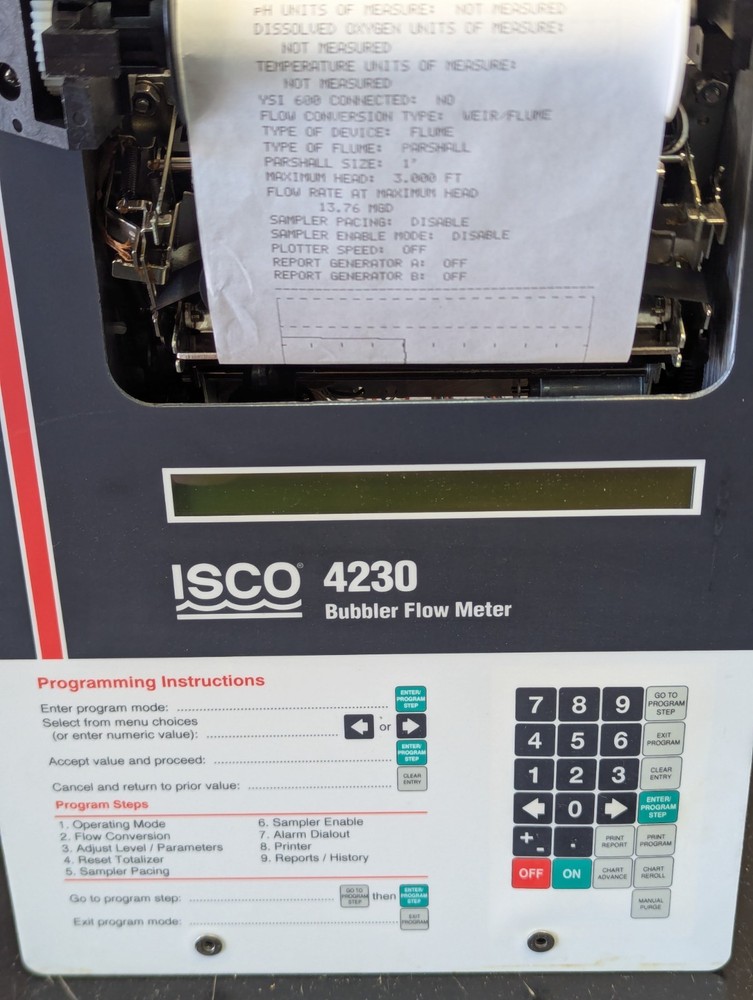 pH UNITS OF MEASURE: NOT MEASURED
DISSOLVED OXYGEN UNITS OF MEASURE:
NOT MEASURED
TEMPERATURE UNITS OF MEASURE:
NOT MEASURED
YSI 600 CONNECTED: NO
FLOW CONVERSION TYPE: WEIR/FLUME
TYPE OF DEVICE: FLUME
TYPE OF FLUME: PARSHALL
PARSHALL SIZE: 1'
MAXIMUM HEAD: 3.000 FT
FLOW RATE AT MAXIMUM HEAD
13.76 MGD
SAMPLER PACING: DISABLE
SAMPLER ENABLE MODE: DISABLE
PLOTTER SPEED: OFF
REPORT GENERATOR A: OFF
REPORT GENERATOR B: OFF
ISCO® 4230
Bubbler Flow Meter
Programming Instructions
Enter program mode: ENTER/ PROGRAM STEP
Select from menu choices
(or enter numeric value): or
Accept value and proceed: ENTER/ PROGRAM STEP
Cancel and return to prior value: CLEAR ENTRY
Program Steps
1. Operating Mode
2. Flow Conversion
3. Adjust Level / Parameters
4. Reset Totalizer
5. Sampler Pacing
6. Sampler Enable
7. Alarm Dialout
8. Printer
9. Reports / History
Go to program step: GO TO PROGRAM STEP then ENTER/ PROGRAM STEP
Exit program mode: EXIT PROGRAM
7 8 9 GO TO PROGRAM STEP
4 5 6 EXIT PROGRAM
1 2 3 CLEAR ENTRY
0 ENTER/ PROGRAM STEP
+ - . PRINT REPORT PRINT PROGRAM
OFF ON CHART ADVANCE CHART REROLL
MANUAL PURGE